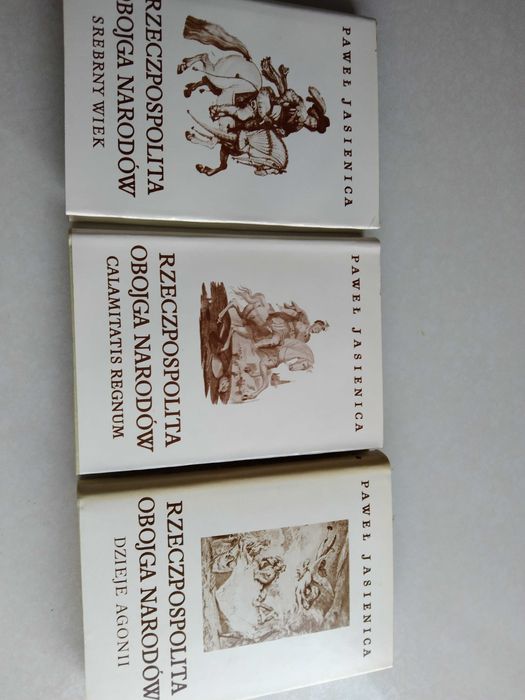 PAWEŁ JASIENICA
RZECZPOSPOLITA
OBOJGA NARODÓW
SREBRNY WIEK
PAWEŁ JASIENICA
RZECZPOSPOLITA
OBOJGA NARODÓW
CALAMITATIS REGNUM
PAWEŁ JASIENICA
RZECZPOSPOLITA
OBOJGA NARODÓW
DZIEJE AGONII